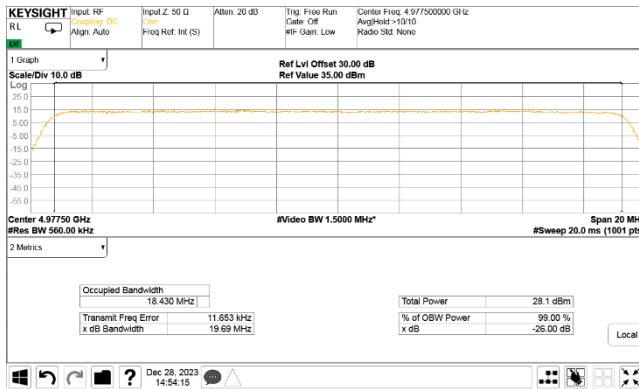 KEYSIGHT Input: RF Input Z: 50 Ω Atten: 20 dB Trig: Free Run Center Freq: 4.977500000 GHz
RL Coupling: DC Corr Gate: Off Avg|Hold:>10/10
Align: Auto Freq Ref: Int (S) #IF Gain: Low Radio Std: None
LXI
1 Graph
Ref Lvl Offset 30.00 dB
Scale/Div 10.0 dB Ref Value 35.00 dBm
Log
25.0
15.0
5.00
-5.00
-15.0
-25.0
-35.0
-45.0
-55.0
Center 4.97750 GHz #Video BW 1.5000 MHz* Span 20 MH
#Res BW 560.00 kHz #Sweep 20.0 ms (1001 pts
2 Metrics
Occupied Bandwidth
18.430 MHz Total Power 28.1 dBm
Transmit Freq Error 11.653 kHz % of OBW Power 99.00 %
x dB Bandwidth 19.69 MHz x dB -26.00 dB
Local
? Dec 28, 2023
14:54:15